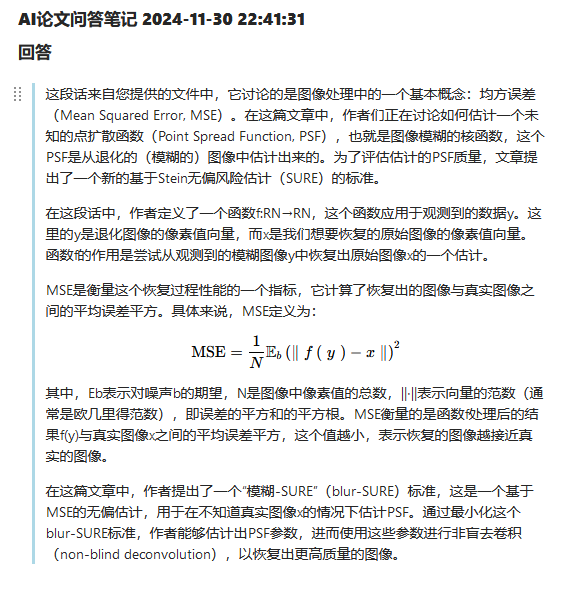 AI论文问答笔记 2024-11-30 22:41:31
回答
这段话来自您提供的文件中，它讨论的是图像处理中的一个基本概念：均方误差
（Mean Squared Error, MSE）。在这篇文章中，作者们正在讨论如何估计一个未
知的点扩散函数（Point Spread Function, PSF），也就是图像模糊的核函数，这个
PSF是从退化的（模糊的）图像中估计出来的。为了评估估计的PSF质量，文章提
出了一个新的基于Stein无偏风险估计（SURE）的标准。
在这段话中，作者定义了一个函数f:RN→RN，这个函数应用于观测到的数据y。这
里的y是退化图像的像素值向量，而x是我们想要恢复的原始图像的像素值向量。
函数f的作用是尝试从观测到的模糊图像y中恢复出原始图像x的一个估计。
MSE是衡量这个恢复过程性能的一个指标，它计算了恢复出的图像与真实图像之
间的平均误差平方。具体来说，MSE定义为：
MSE = 1/N 𝔼_b (‖ f ( y ) − x ‖)^2
其中，Eb表示对噪声b的期望，N是图像中像素值的总数，||·||表示向量的范数（通
常是欧几里得范数），即误差的平方和的平方根。MSE衡量的是函数f处理后的结
果f(y)与真实图像x之间的平均误差平方，这个值越小，表示恢复的图像越接近真
实的图像。
在这篇文章中，作者提出了一个“模糊-SURE”（blur-SURE）标准，这是一个基于
MSE的无偏估计，用于在不知道真实图像x的情况下估计PSF。通过最小化这个
blur-SURE标准，作者能够估计出PSF参数，进而使用这些参数进行非盲去卷积
（non-blind deconvolution），以恢复出更高质量的图像。